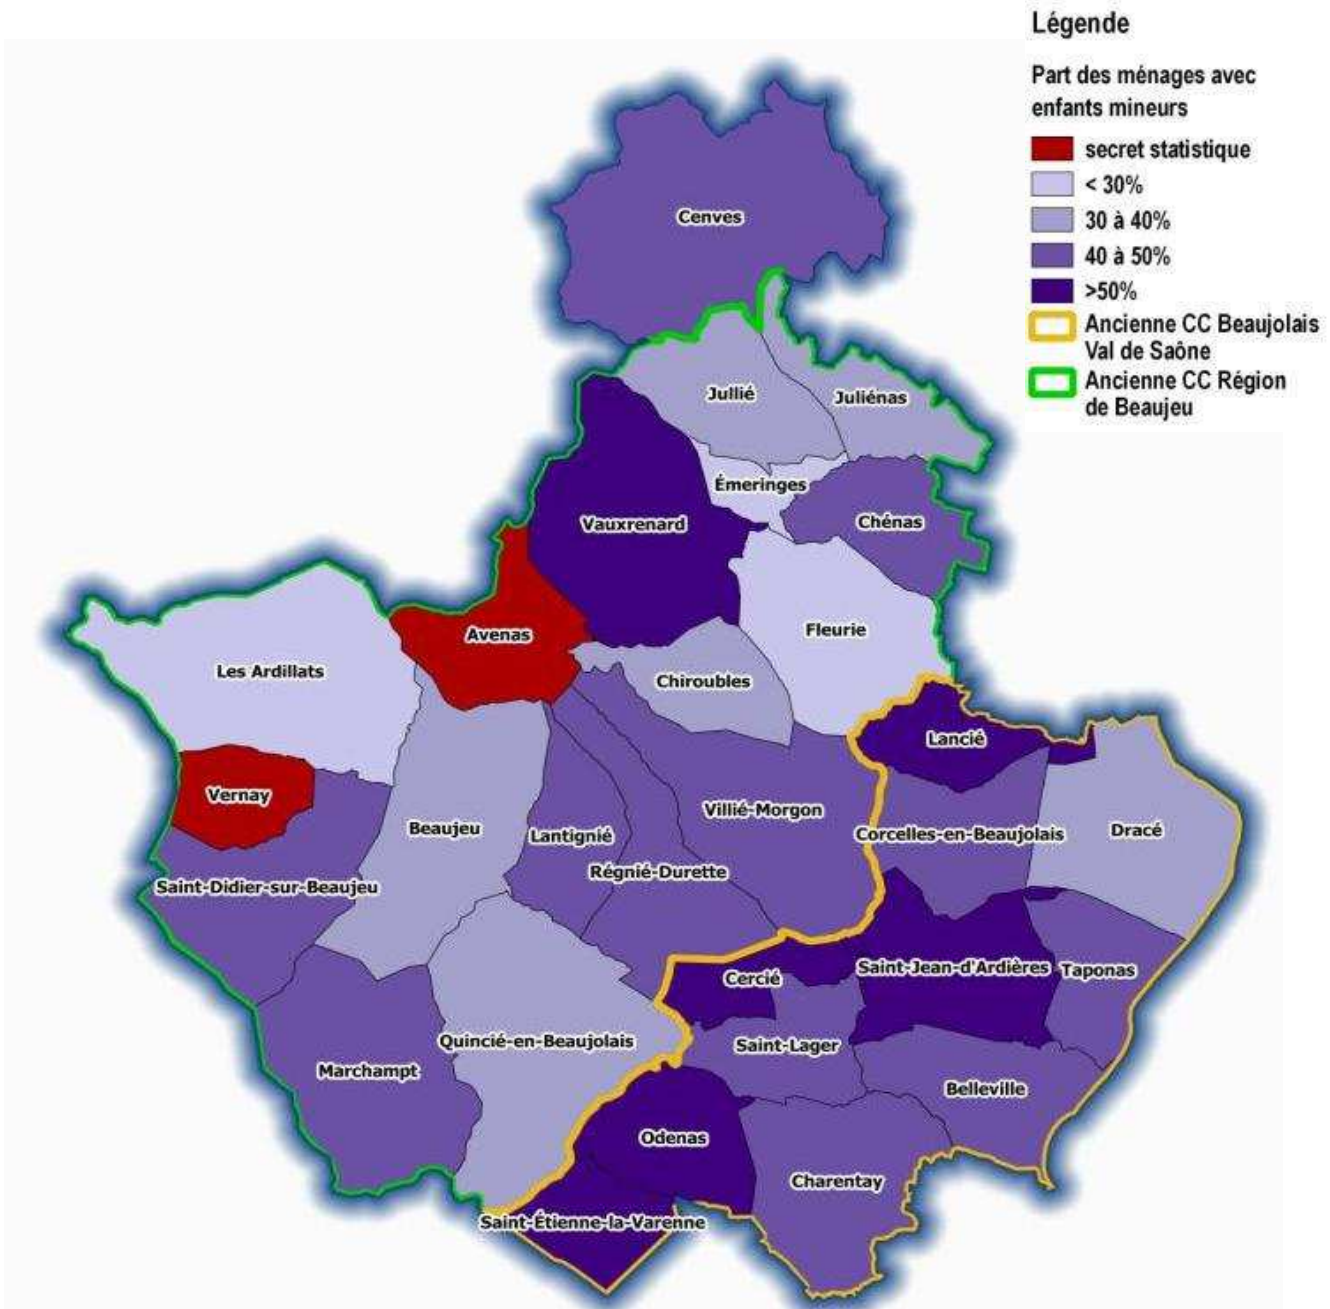 Légende
Part des ménages avec
enfants mineurs
secret statistique
< 30%
30 à 40%
40 à 50%
>50%
Ancienne CC Beaujolais
Val de Saône
Ancienne CC Région
de Beaujeu
Cenves
Jullié
Juliénas
Émeringes
Vauxrenard
Chénas
Avenas
Fleurie
Les Ardillats
Chiroubles
Lancié
Vernay
Villié-Morgon
Beaujeu
Lantignié
Corcelles-en-Beaujolais
Dracé
Régnié-Durette
Saint-Didier-sur-Beaujeu
Saint-Jean-d'Ardières
Taponas
Cercié
Quincié-en-Beaujolais
Saint-Lager
Marchampt
Belleville
Odenas
Charentay
Saint-Étienne-la-Varenne